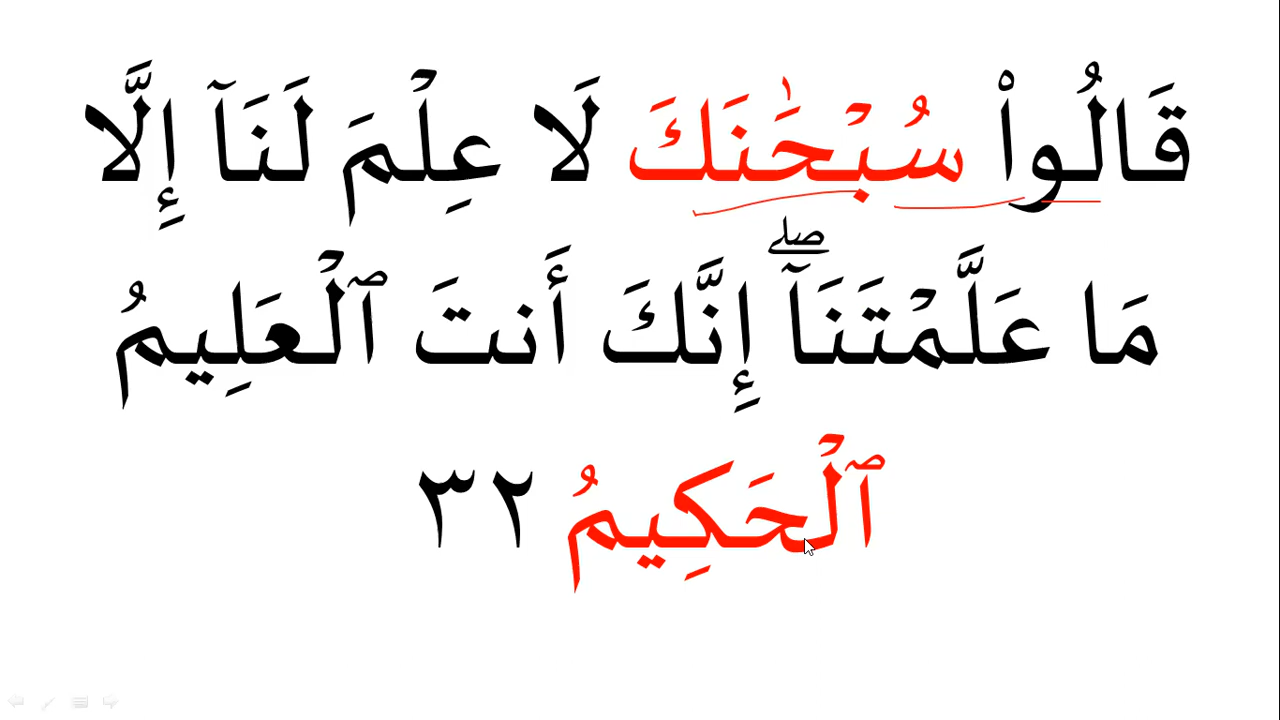 قَالُواْ سُبۡحَٰنَكَ لَا عِلۡمَ لَنَآ إِلَّا
مَا عَلَّمۡتَنَآۖ إِنَّكَ أَنتَ ٱلۡعَلِيمُ
ٱلۡحَكِيمُ ٣٢